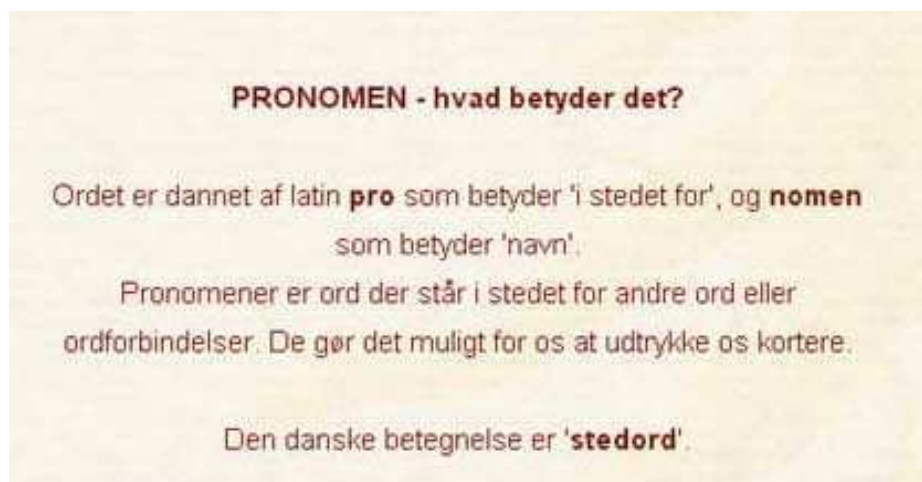 PRONOMEN - hvad betyder det?
Ordet er dannet af latin pro som betyder 'i stedet for', og nomen
som betyder 'navn'.
Pronomener er ord der står i stedet for andre ord eller
ordforbindelser. De gør det muligt for os at udtrykke os kortere.
Den danske betegnelse er 'stedord'.